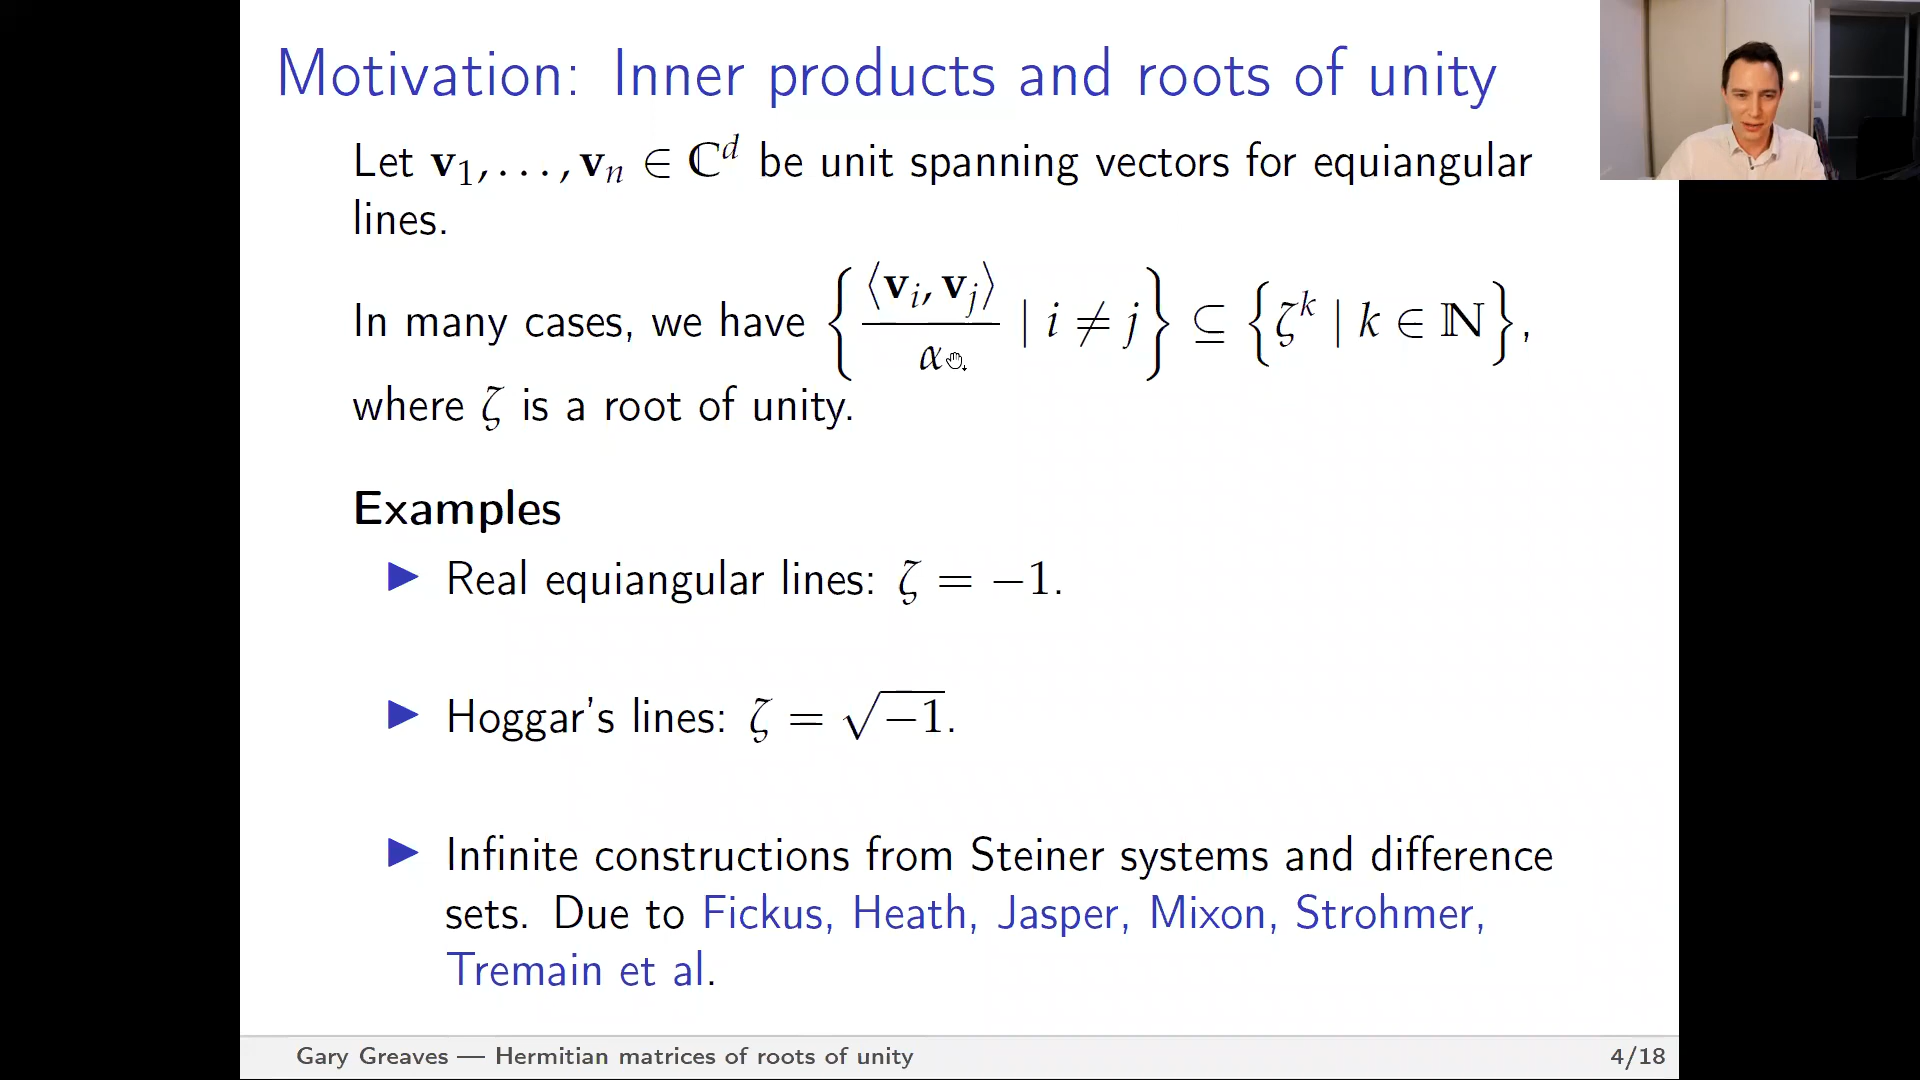 Motivation: Inner products and roots of unity
Let v₁, . . . , vₙ ∈ ℂᵈ be unit spanning vectors for equiangular
lines.
In many cases, we have {⟨vᵢ, vⱼ⟩ / α | i ≠ j} ⊆ {ζᵏ | k ∈ ℕ},
where ζ is a root of unity.
Examples
▶ Real equiangular lines: ζ = −1.
▶ Hoggar's lines: ζ = √−1.
▶ Infinite constructions from Steiner systems and difference
sets. Due to Fickus, Heath, Jasper, Mixon, Strohmer,
Tremain et al.
Gary Greaves — Hermitian matrices of roots of unity 4/18